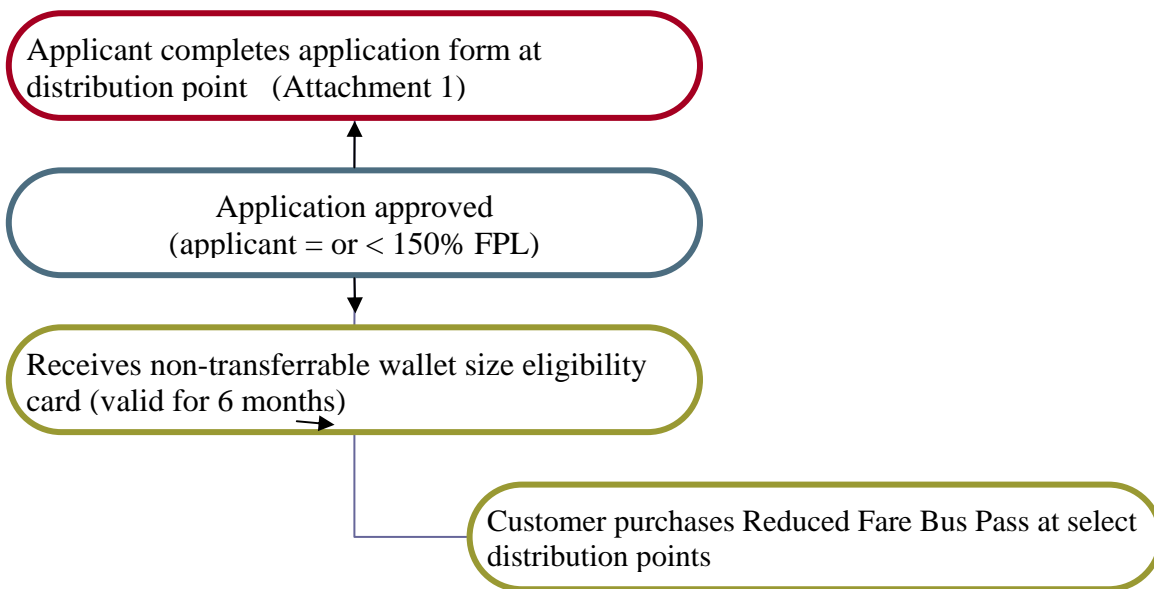 Applicant completes application form at
distribution point (Attachment 1)
Application approved
(applicant = or < 150% FPL)
Receives non-transferrable wallet size eligibility
card (valid for 6 months)
Customer purchases Reduced Fare Bus Pass at select
distribution points